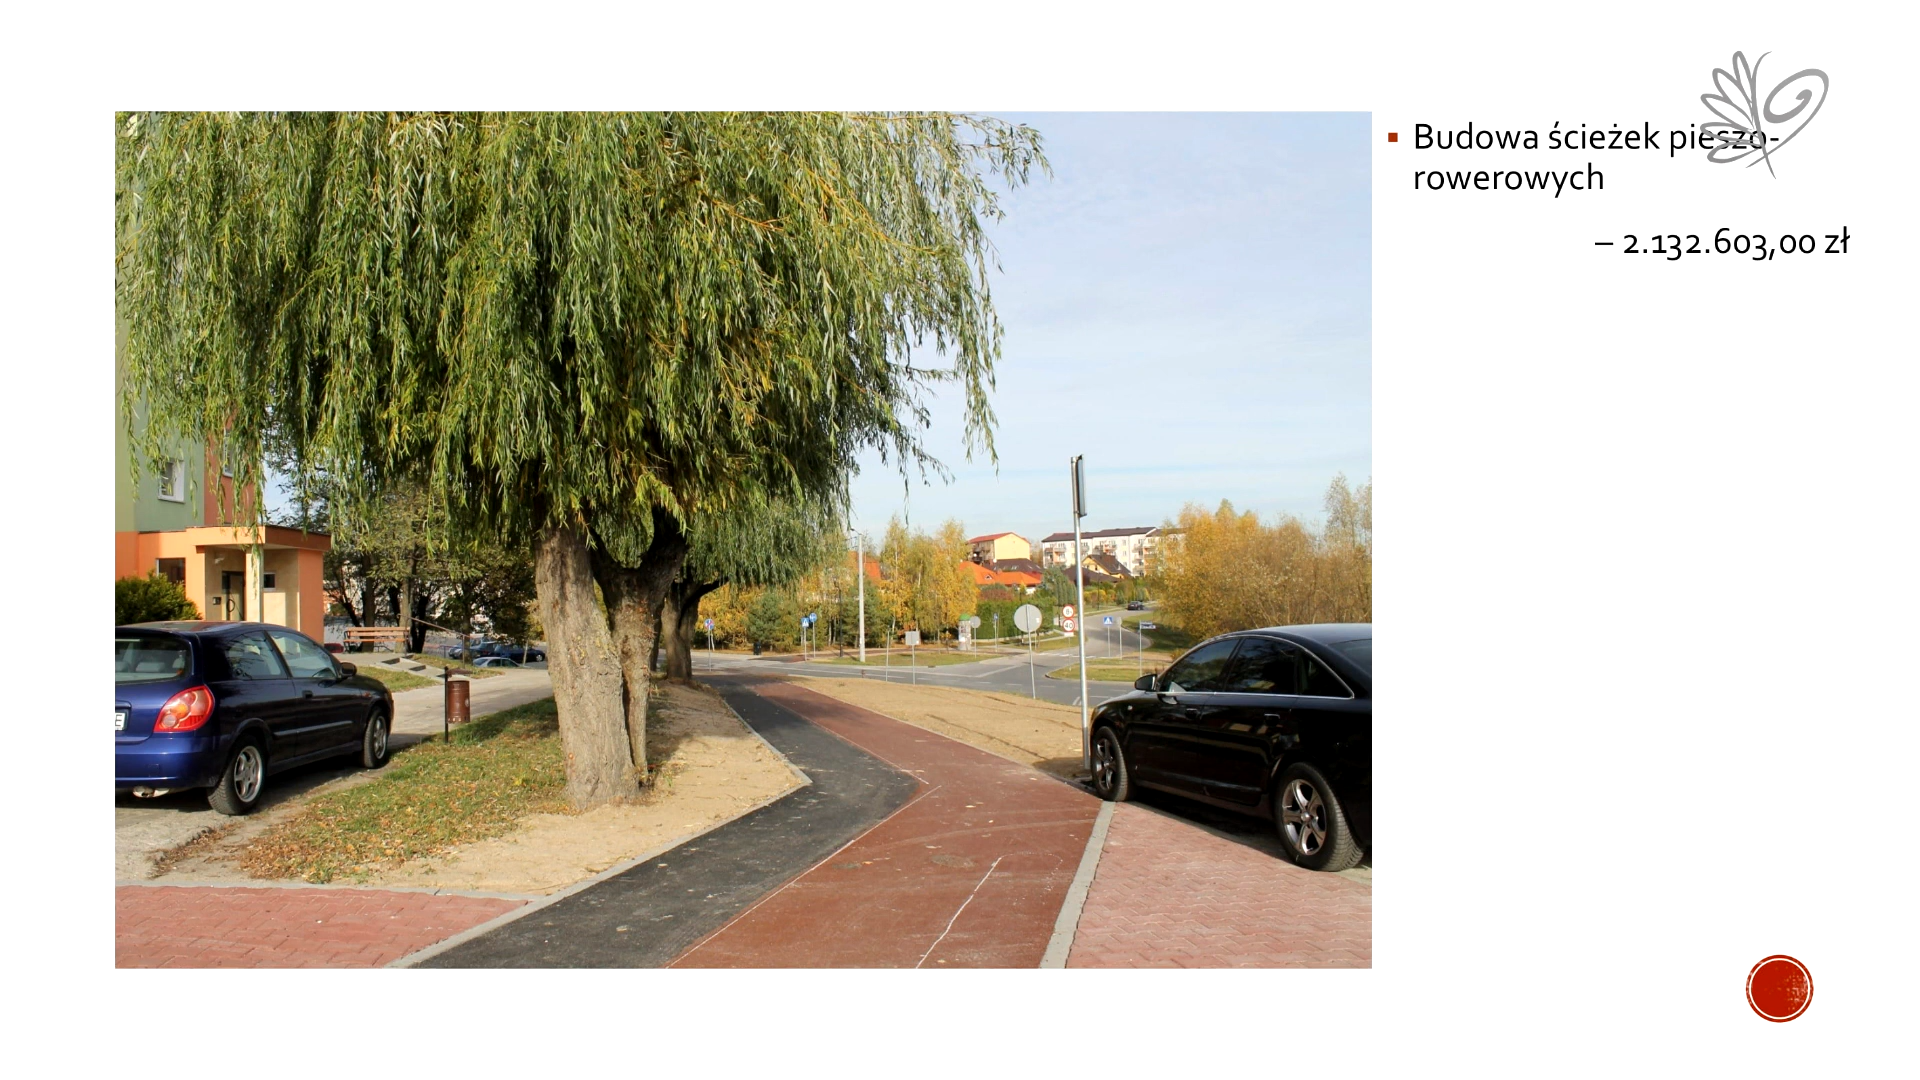 Budowa ścieżek pieszo-
rowerowych
– 2.132.603,00 zł